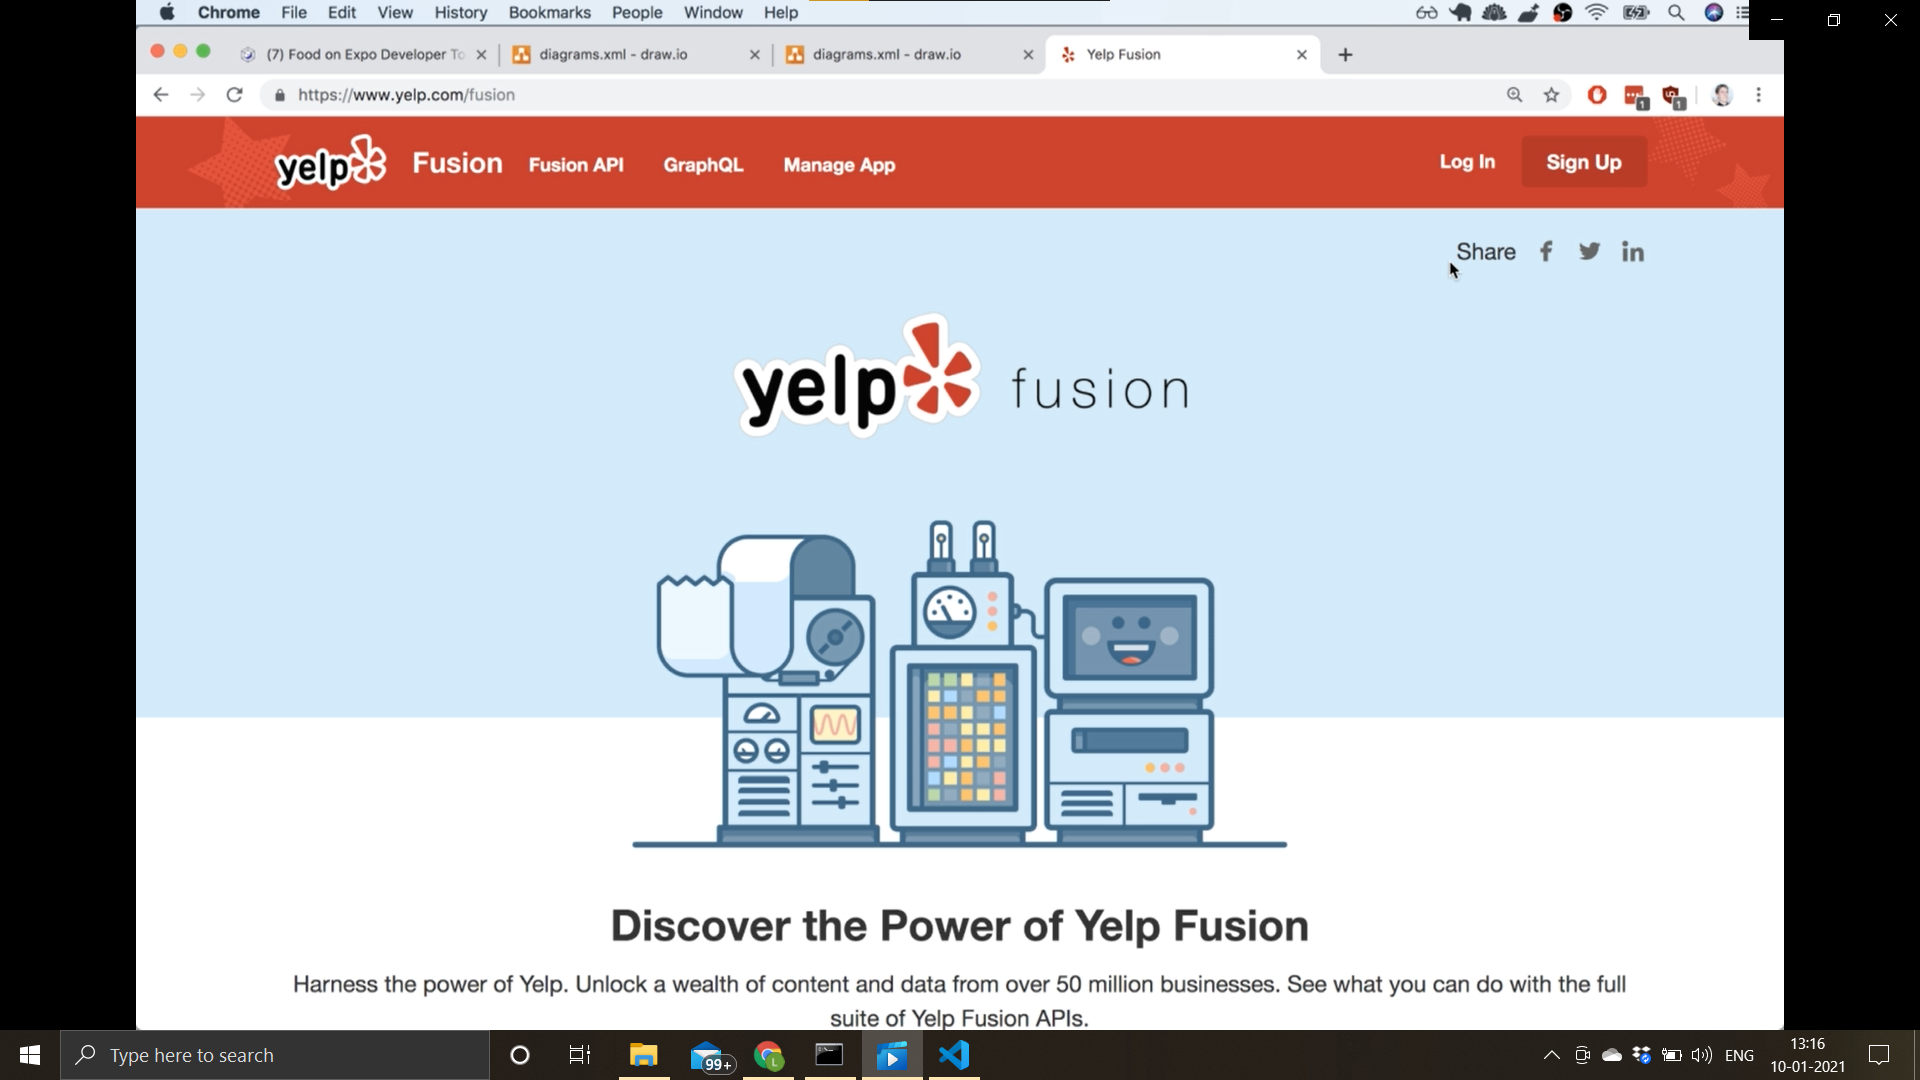 Chrome File Edit View History Bookmarks People Window Help
(7) Food on Expo Developer To
diagrams.xml - draw.io
diagrams.xml - draw.io
Yelp Fusion
https://www.yelp.com/fusion
1
1
yelp Fusion Fusion API GraphQL Manage App Log In Sign Up
Share
yelp fusion
Discover the Power of Yelp Fusion
Harness the power of Yelp. Unlock a wealth of content and data from over 50 million businesses. See what you can do with the full
suite of Yelp Fusion APIs.
Type here to search
99+
L
ENG
13:16
10-01-2021